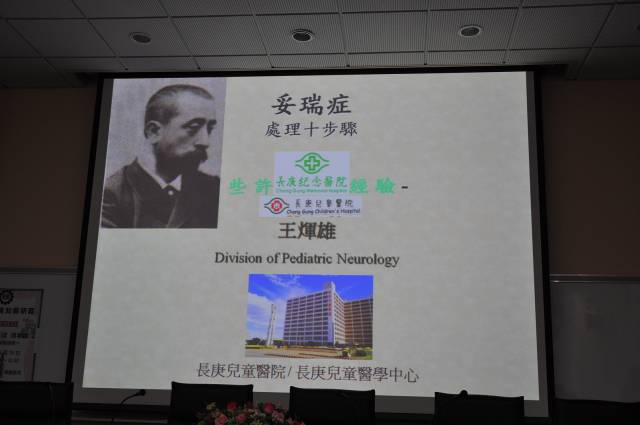 妥瑞症
處理十步驟
些許 長庚紀念醫院 經驗-
Chang Gung Memorial Hospital
長庚兒童醫院
Chang Gung Children's Hospital
王煇雄
Division of Pediatric Neurology
長庚兒童醫院/長庚兒童醫學中心